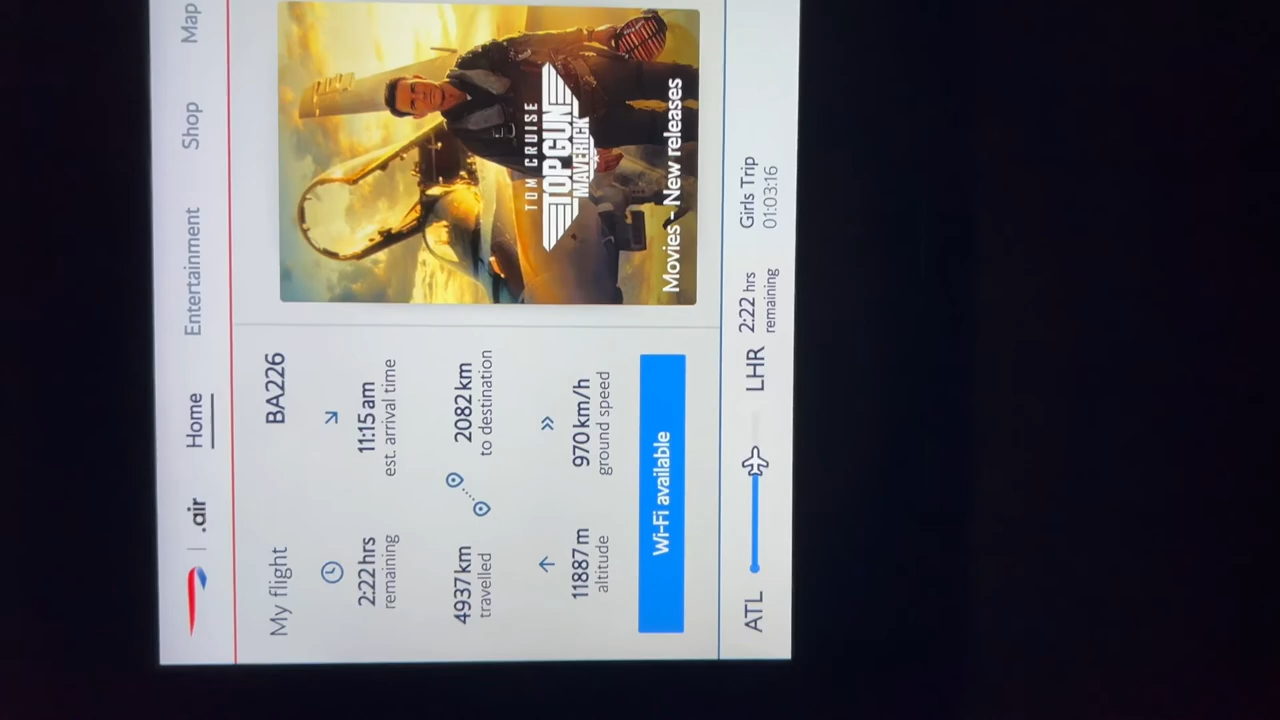 .air
Home
Entertainment
Shop
Map
My flight
BA226
2:22 hrs
remaining
11:15 am
est. arrival time
4937 km
travelled
2082 km
to destination
11887 m
altitude
970 km/h
ground speed
Wi-Fi available
TOM CRUISE
TOP GUN
MAVERICK
Movies - New releases
ATL
LHR
2:22 hrs
remaining
Girls Trip
01:03:16